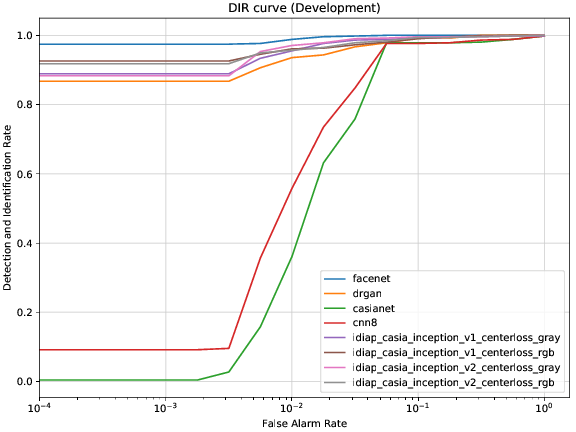 DIR curve (Development)
Detection and Identification Rate
1.0
0.8
0.6
0.4
0.2
0.0
facenet
drgan
casianet
cnn8
idiap_casia_inception_v1_centerloss_gray
idiap_casia_inception_v1_centerloss_rgb
idiap_casia_inception_v2_centerloss_gray
idiap_casia_inception_v2_centerloss_rgb
10⁻⁴ 10⁻³ 10⁻² 10⁻¹ 10⁰
False Alarm Rate